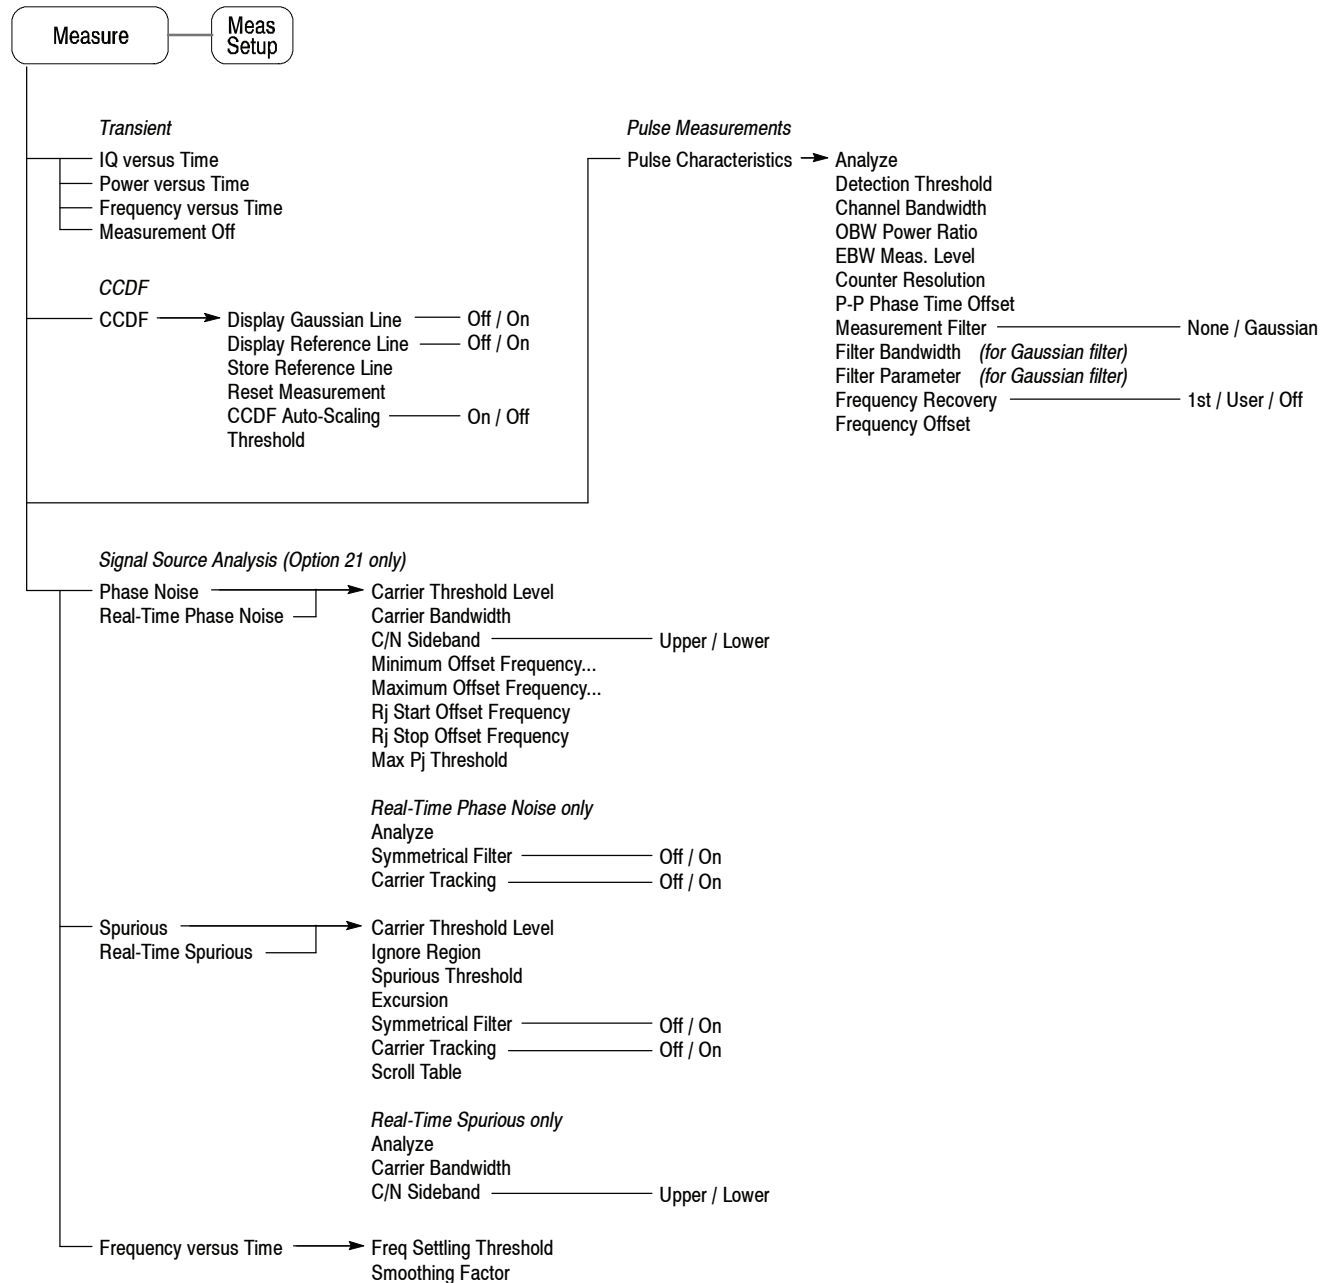 Measure
Meas
Setup
Transient
IQ versus Time
Power versus Time
Frequency versus Time
Measurement Off
CCDF
CCDF
Display Gaussian Line Off / On
Display Reference Line Off / On
Store Reference Line
Reset Measurement
CCDF Auto-Scaling On / Off
Threshold
Pulse Measurements
Pulse Characteristics
Analyze
Detection Threshold
Channel Bandwidth
OBW Power Ratio
EBW Meas. Level
Counter Resolution
P-P Phase Time Offset
Measurement Filter None / Gaussian
Filter Bandwidth (for Gaussian filter)
Filter Parameter (for Gaussian filter)
Frequency Recovery 1st / User / Off
Frequency Offset
Signal Source Analysis (Option 21 only)
Phase Noise
Real-Time Phase Noise
Carrier Threshold Level
Carrier Bandwidth
C/N Sideband Upper / Lower
Minimum Offset Frequency...
Maximum Offset Frequency...
Rj Start Offset Frequency
Rj Stop Offset Frequency
Max Pj Threshold
Real-Time Phase Noise only
Analyze
Symmetrical Filter Off / On
Carrier Tracking Off / On
Spurious
Real-Time Spurious
Carrier Threshold Level
Ignore Region
Spurious Threshold
Excursion
Symmetrical Filter Off / On
Carrier Tracking Off / On
Scroll Table
Real-Time Spurious only
Analyze
Carrier Bandwidth
C/N Sideband Upper / Lower
Frequency versus Time
Freq Settling Threshold
Smoothing Factor